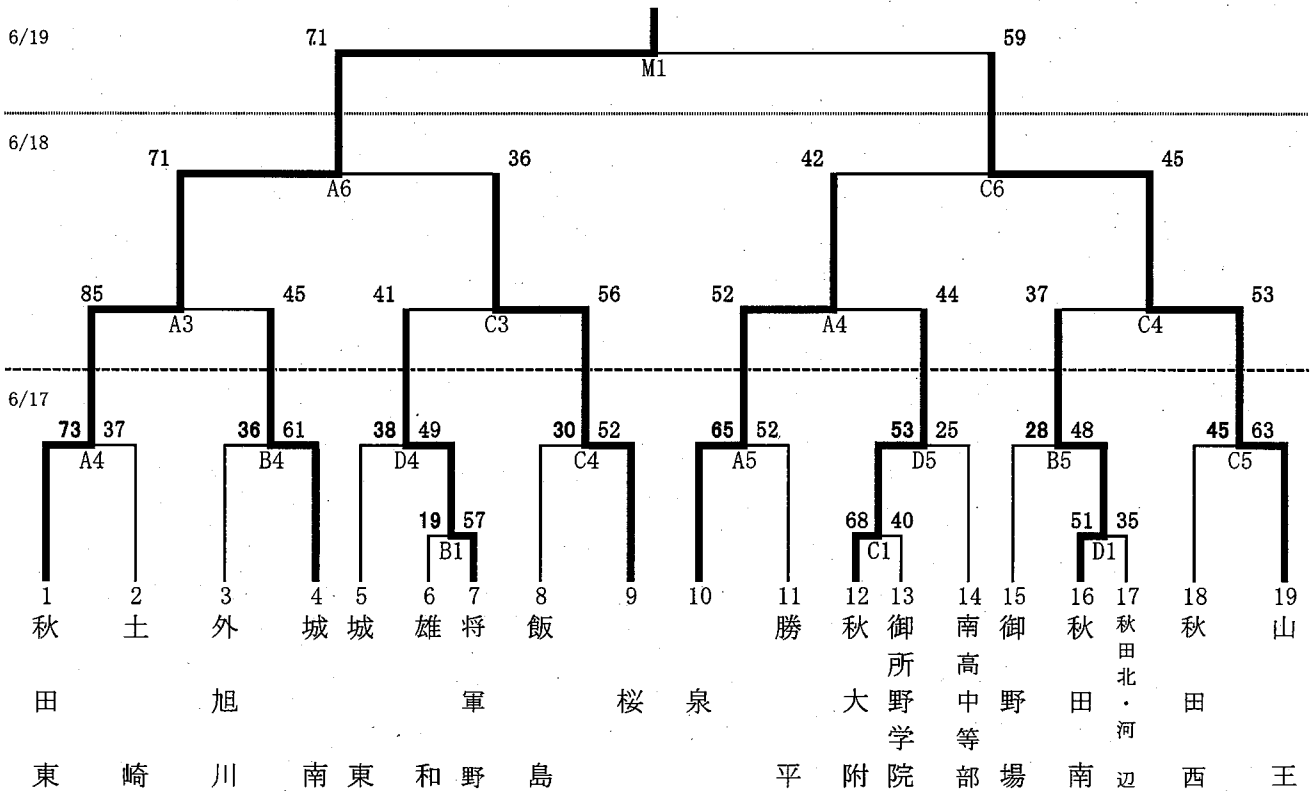 6/19
71 59
M1
6/18
71 36 42 45
A6 C6
85 45 41 56 52 44 37 53
A3 C3 A4 C4
6/17
73 37 36 61 38 49 30 52 65 52 53 25 28 48 45 63
A4 B4 D4 C4 A5 D5 B5 C5
19 57 68 40 51 35
B1 C1 D1
1 2 3 4 5 6 7 8 9 10 11 12 13 14 15 16 17 18 19
秋田東
土崎
外旭川
城南
城東
雄和
将軍野
飯島
桜
泉
勝平
秋大附
御所野学院
南高中等部
御野場
秋田南
秋田北・河辺
秋田西
山王